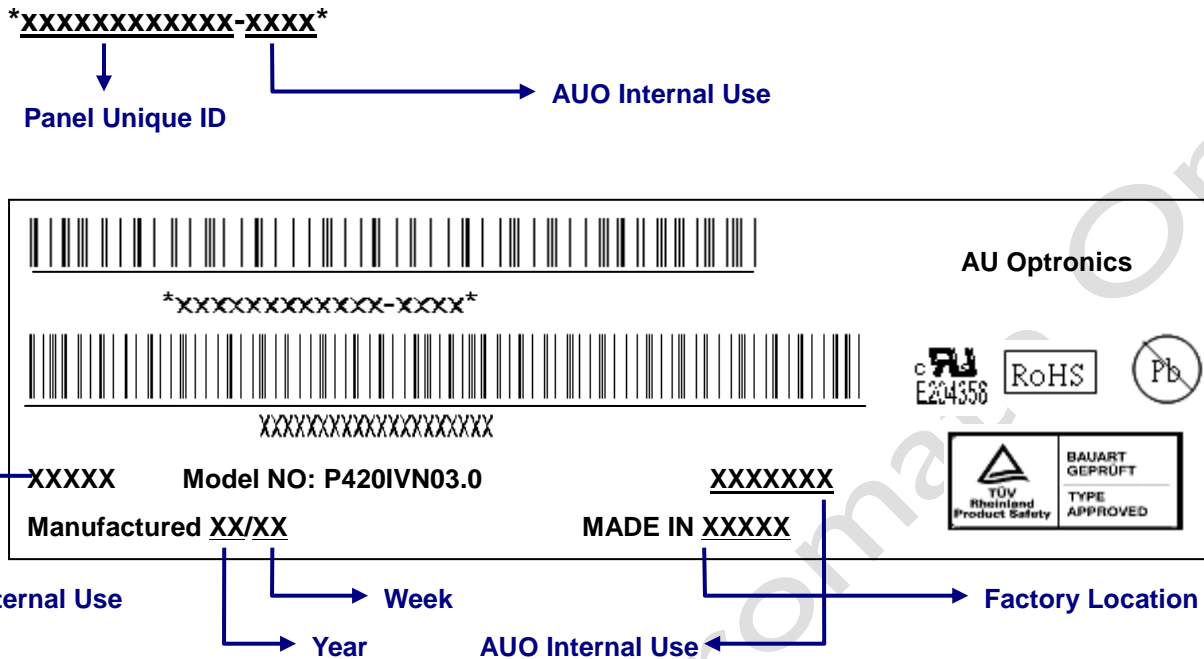 *xxxxxxxxxxxx-xxxx*
Panel Unique ID
AUO Internal Use
AU Optronics
*xxxxxxxxxxxx-xxxx*
c
E204356
RoHS
Pb
XXXXXXXXXXXXXXXXXXXX
XXXXX Model NO: P420IVN03.0 XXXXXXX
Manufactured XX/XX MADE IN XXXXX
TÜV
Rheinland
Product Safety
BAUART
GEPRÜFT
TYPE
APPROVED
ternal Use
Week
Factory Location
Year
AUO Internal Use